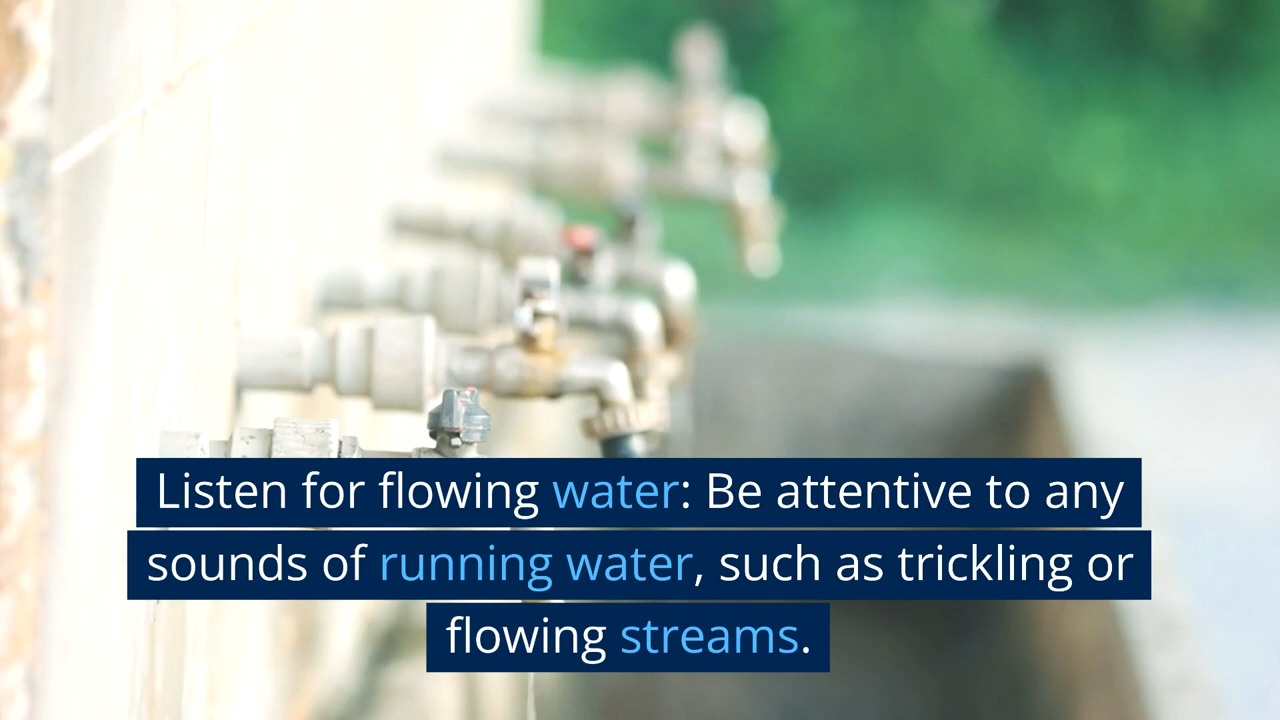 Listen for flowing water: Be attentive to any
sounds of running water, such as trickling or
flowing streams.